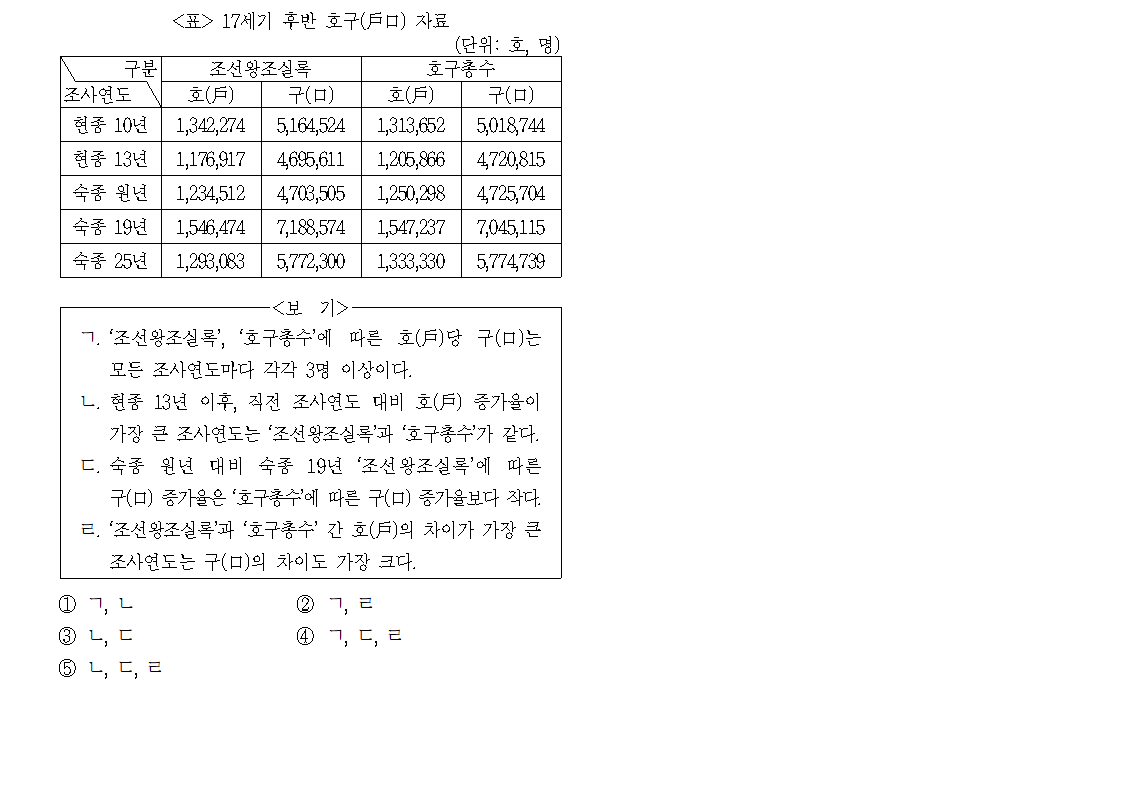 <표> 17세기 후반 호구(戶口) 자료
(단위: 호, 명)
구분 조선왕조실록 호구총수
조사연도 호(戶) 구(口) 호(戶) 구(口)
현종 10년 1,342,274 5,164,524 1,313,652 5,018,744
현종 13년 1,176,917 4,695,611 1,205,866 4,720,815
숙종 원년 1,234,512 4,703,505 1,250,298 4,725,704
숙종 19년 1,546,474 7,188,574 1,547,237 7,045,115
숙종 25년 1,293,083 5,772,300 1,333,330 5,774,739
<보 기>
ㄱ. ‘조선왕조실록’, ‘호구총수’에 따른 호(戶)당 구(口)는
모든 조사연도마다 각각 3명 이상이다.
ㄴ. 현종 13년 이후, 직전 조사연도 대비 호(戶) 증가율이
가장 큰 조사연도는 ‘조선왕조실록’과 ‘호구총수’가 같다.
ㄷ. 숙종 원년 대비 숙종 19년 ‘조선왕조실록’에 따른
구(口) 증가율은 ‘호구총수’에 따른 구(口) 증가율보다 작다.
ㄹ. ‘조선왕조실록’과 ‘호구총수’ 간 호(戶)의 차이가 가장 큰
조사연도는 구(口)의 차이도 가장 크다.
① ㄱ, ㄴ ② ㄱ, ㄹ
③ ㄴ, ㄷ ④ ㄱ, ㄷ, ㄹ
⑤ ㄴ, ㄷ, ㄹ